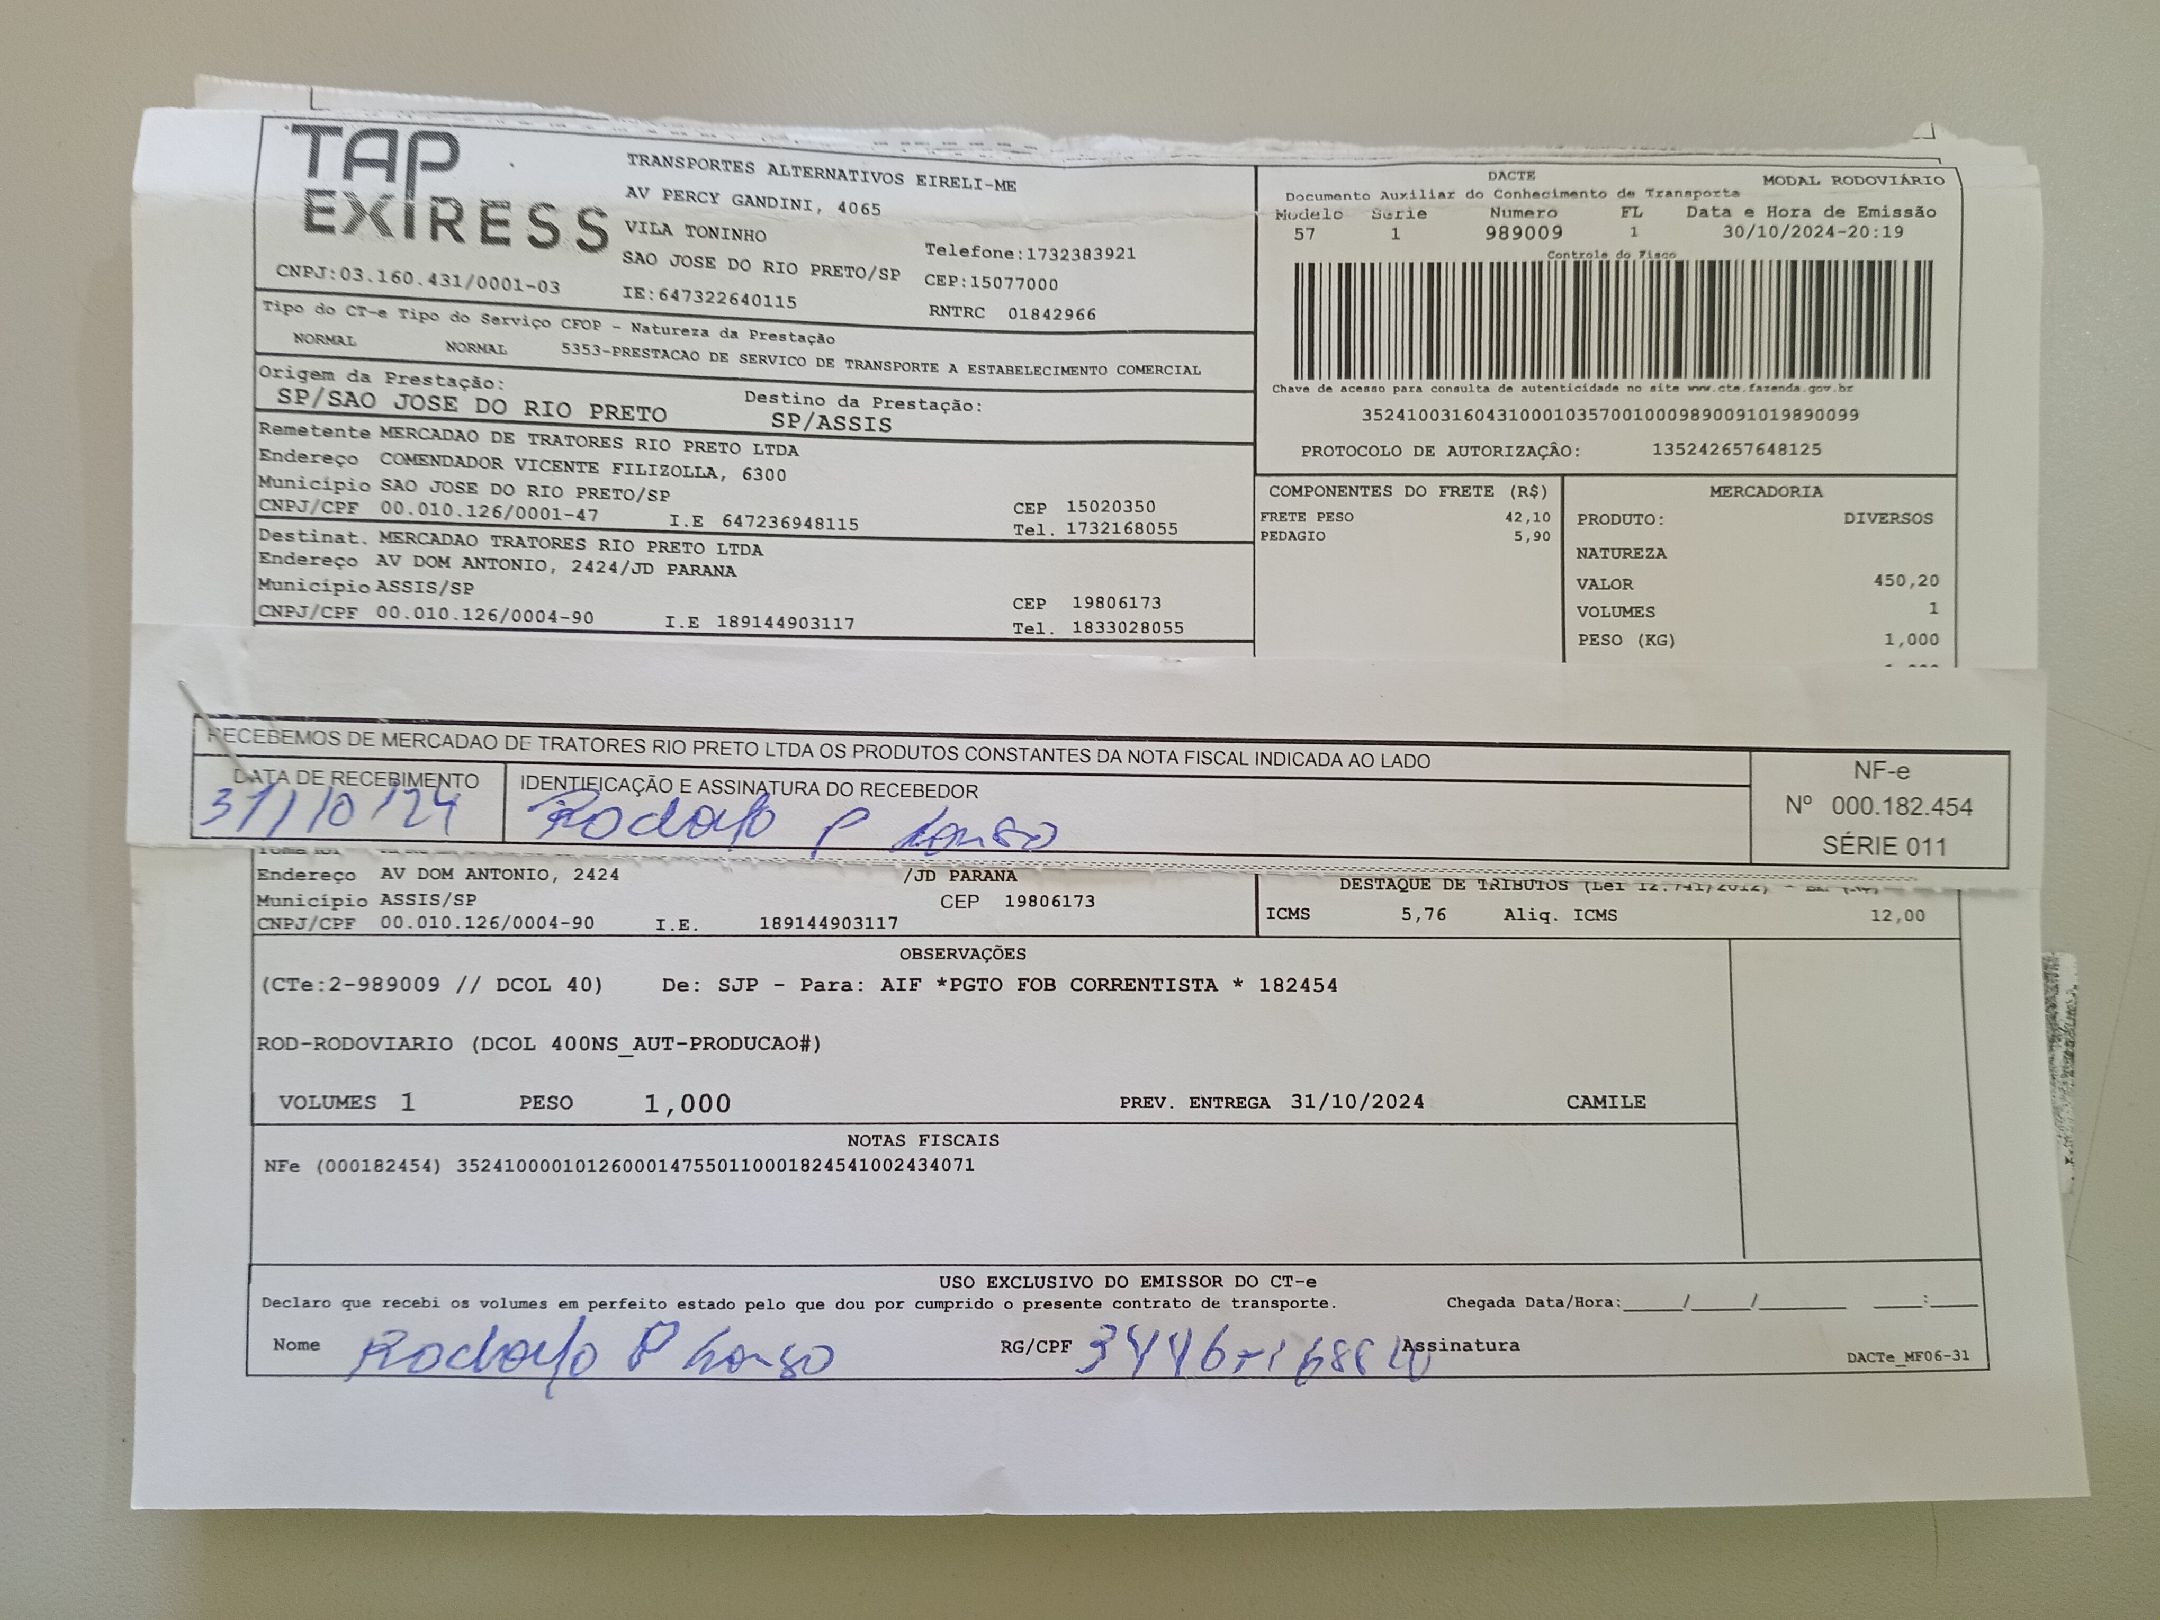 TAP
EXIRESS
TRANSPORTES ALTERNATIVOS EIRELI-ME
AV PERCY GANDINI, 4065
VILA TONINHO
SAO JOSE DO RIO PRETO/SP
Telefone:1732383921
CEP:15077000
CNPJ:03.160.431/0001-03
IE:647322640115
RNTRC 01842966
DACTE
MODAL RODOVIÁRIO
Documento Auxiliar do Conhecimento de Transporte
Modelo Serie Numero FL Data e Hora de Emissão
57 1 989009 1 30/10/2024-20:19
Controle do Fisco
Chave de acesso para consulta de autenticidade no site www.cte.fazenda.gov.br
35241003160431000103570010009890091019890099
PROTOCOLO DE AUTORIZAÇÂO: 135242657648125
Tipo do CT-e Tipo do Serviço CFOP - Natureza da Prestação
NORMAL NORMAL 5353-PRESTACAO DE SERVICO DE TRANSPORTE A ESTABELECIMENTO COMERCIAL
Origem da Prestação: Destino da Prestação:
SP/SAO JOSE DO RIO PRETO SP/ASSIS
Remetente MERCADAO DE TRATORES RIO PRETO LTDA
Endereço COMENDADOR VICENTE FILIZOLLA, 6300
Município SAO JOSE DO RIO PRETO/SP CEP 15020350
CNPJ/CPF 00.010.126/0001-47 I.E 647236948115 Tel. 1732168055
Destinat. MERCADAO TRATORES RIO PRETO LTDA
Endereço AV DOM ANTONIO, 2424/JD PARANA
Município ASSIS/SP CEP 19806173
CNPJ/CPF 00.010.126/0004-90 I.E 189144903117 Tel. 1833028055
COMPONENTES DO FRETE (R$)
FRETE PESO 42,10
PEDAGIO 5,90
MERCADORIA
PRODUTO: DIVERSOS
NATUREZA
VALOR 450,20
VOLUMES 1
PESO (KG) 1,000
RECEBEMOS DE MERCADAO DE TRATORES RIO PRETO LTDA OS PRODUTOS CONSTANTES DA NOTA FISCAL INDICADA AO LADO
DATA DE RECEBIMENTO
31/10/24
IDENTIFICAÇÃO E ASSINATURA DO RECEBEDOR
Rodolfo P
NF-e
Nº 000.182.454
SÉRIE 011
Endereço AV DOM ANTONIO, 2424 /JD PARANA
Município ASSIS/SP CEP 19806173
CNPJ/CPF 00.010.126/0004-90 I.E. 189144903117
DESTAQUE DE TRIBUTOS (Lei 12.741/2012)
ICMS 5,76 Aliq. ICMS 12,00
OBSERVAÇÕES
(CTe:2-989009 // DCOL 40) De: SJP - Para: AIF *PGTO FOB CORRENTISTA * 182454
ROD-RODOVIARIO (DCOL 400NS_AUT-PRODUCAO#)
VOLUMES 1 PESO 1,000 PREV. ENTREGA 31/10/2024 CAMILE
NOTAS FISCAIS
NFe (000182454) 35241000010126000147550110001824541002434071
USO EXCLUSIVO DO EMISSOR DO CT-e
Declaro que recebi os volumes em perfeito estado pelo que dou por cumprido o presente contrato de transporte. Chegada Data/Hora:_____/_____/_______ ____:____
Nome Rodolfo P RG/CPF Assinatura
DACTe_MF06-31